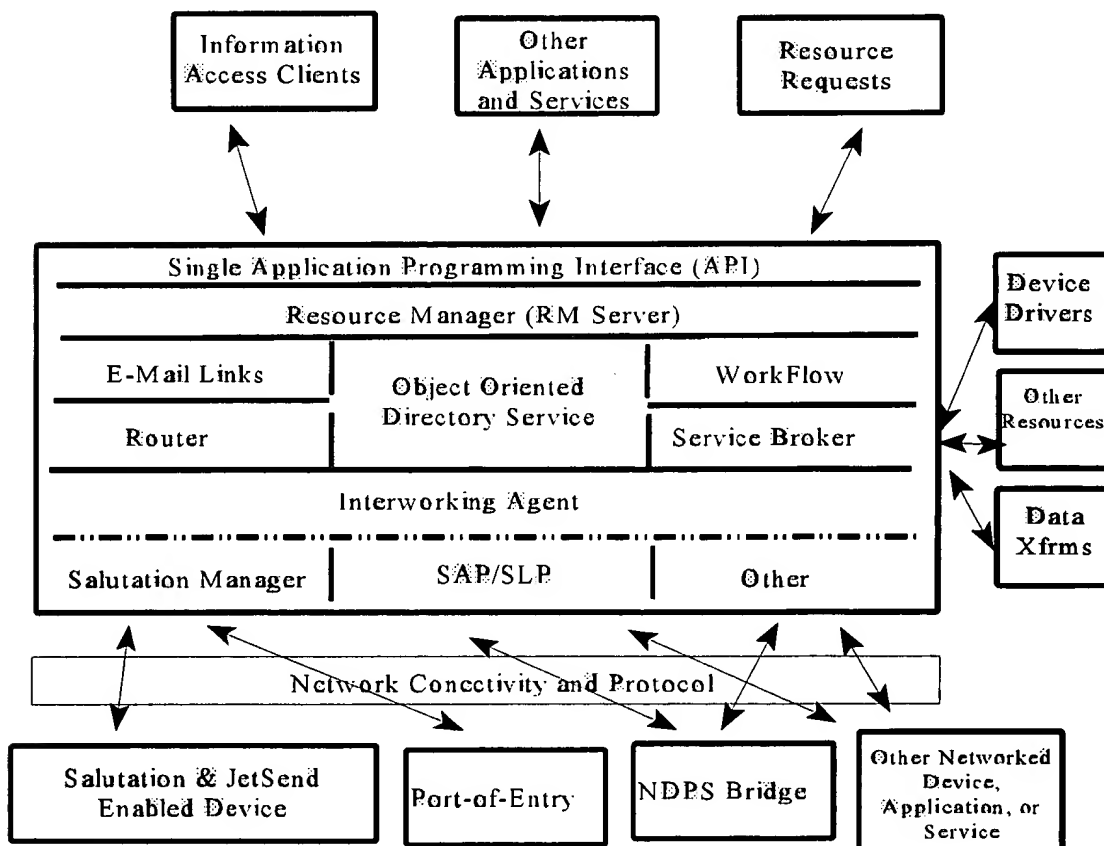 Information
Access Clients
Other
Applications
and Services
Resource
Requests
Single Application Programming Interface (API)
Resource Manager (RM Server)
E-Mail Links
Object Oriented
Directory Service
WorkFlow
Router
Service Broker
Interworking Agent
Salutation Manager
SAP/SLP
Other
Device
Drivers
Other
Resources
Data
Xfrms
Network Conectivity and Protocol
Salutation & JetSend
Enabled Device
Port-of-Entry
NDPS Bridge
Other Networked
Device,
Application, or
Service